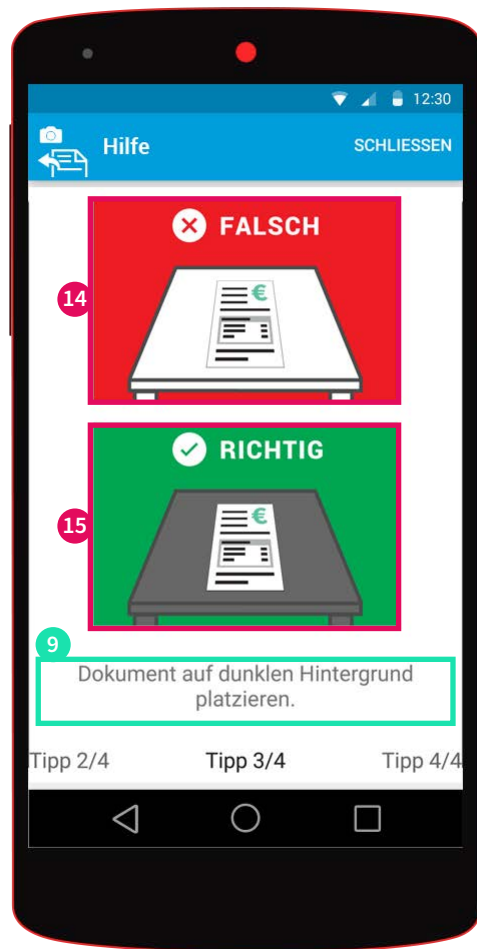 12:30
Hilfe SCHLIESSEN
FALSCH
€
14
RICHTIG
€
15
9
Dokument auf dunklen Hintergrund
platzieren.
Tipp 2/4 Tipp 3/4 Tipp 4/4